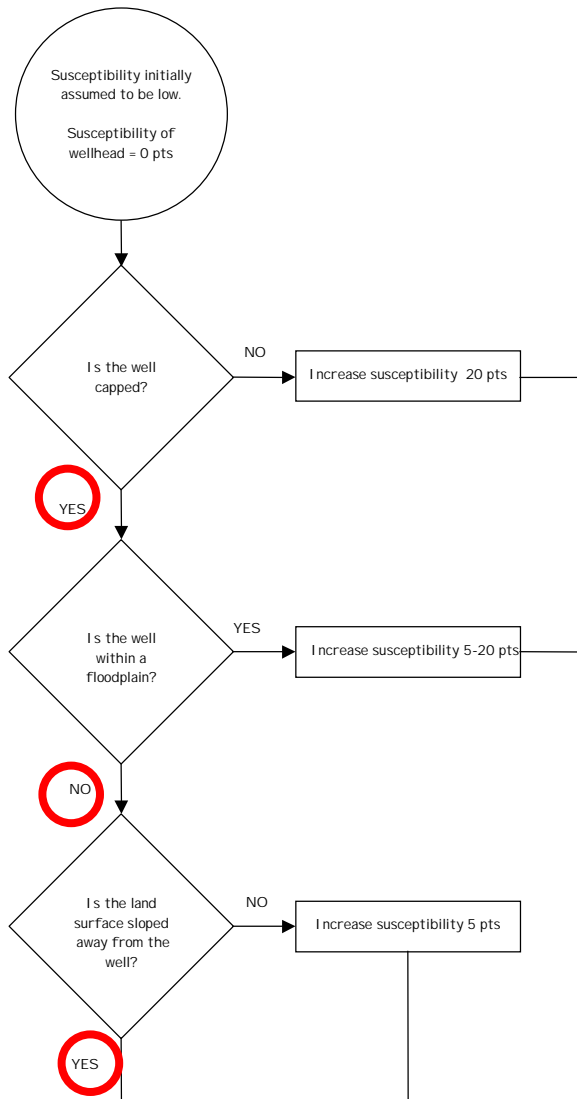 Susceptibility initially
assumed to be low.
Susceptibility of
wellhead = 0 pts
Is the well
capped?
NO
Increase susceptibility 20 pts
YES
Is the well
within a
floodplain?
YES
Increase susceptibility 5-20 pts
NO
Is the land
surface sloped
away from the
well?
NO
Increase susceptibility 5 pts
YES